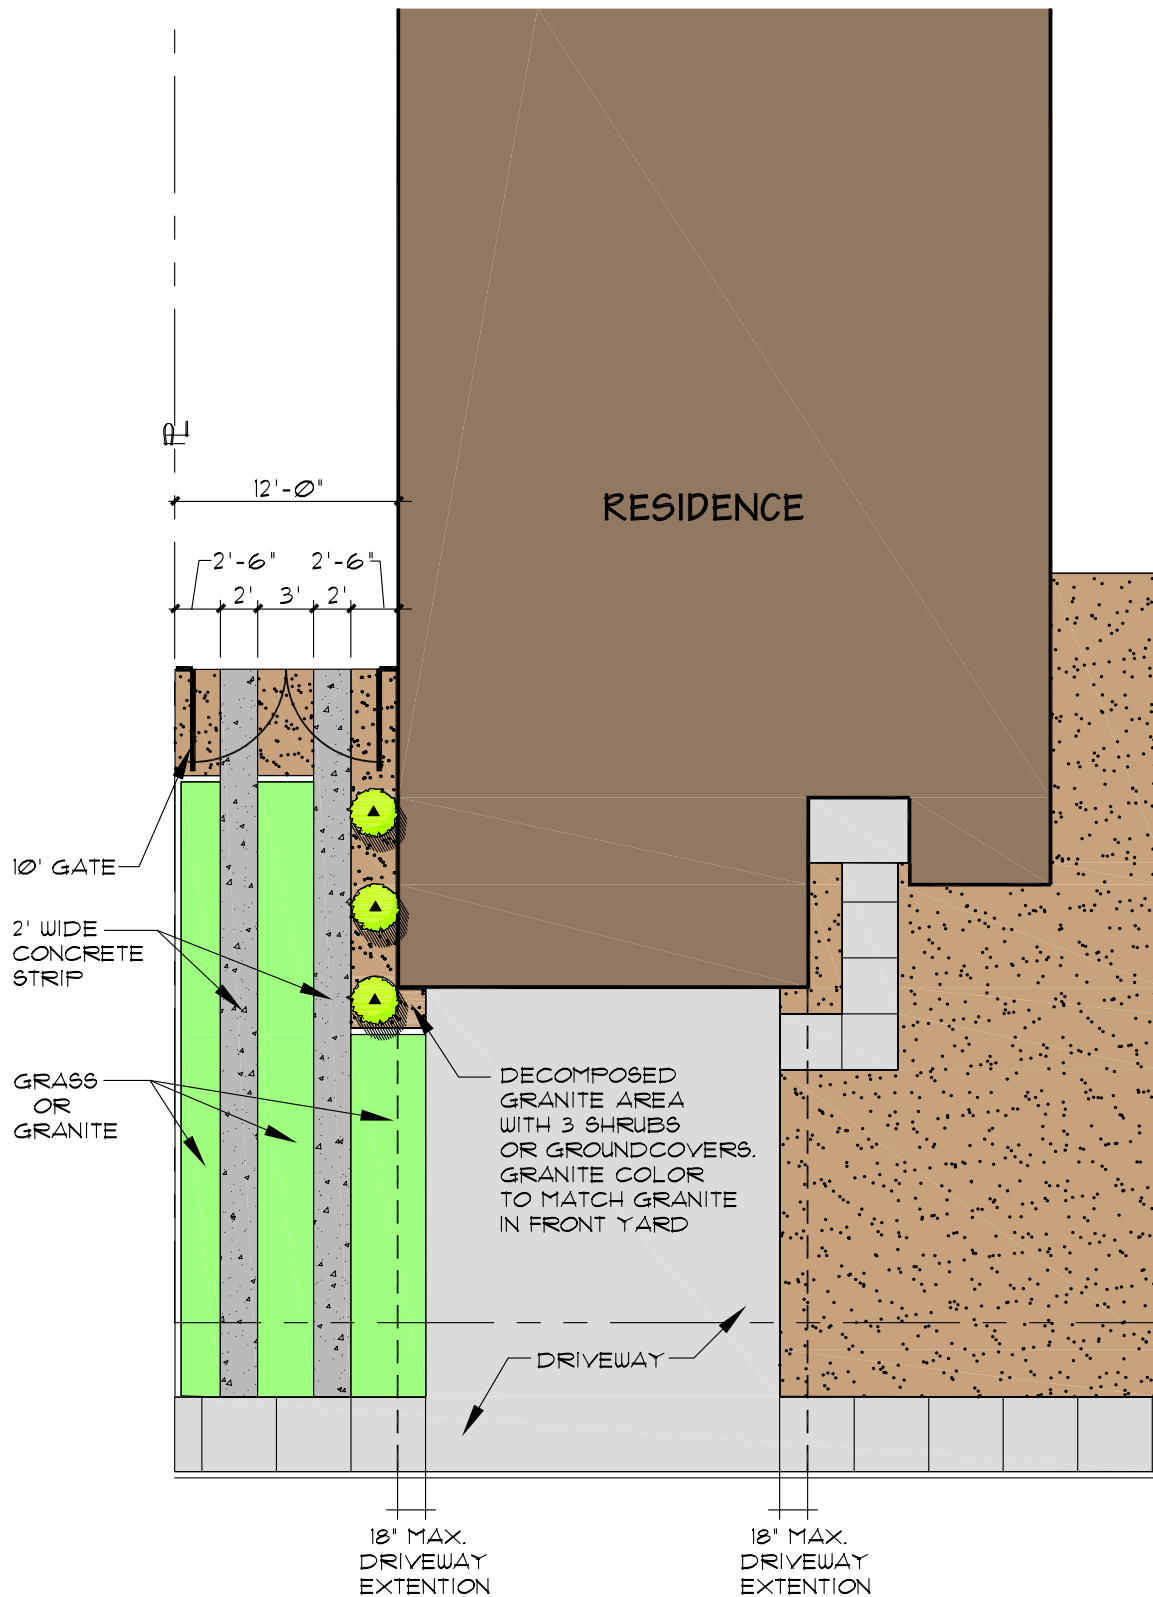 PL
12'-0"
RESIDENCE
2'-6"
2'-6"
2'
3'
2'
10' GATE
2' WIDE
CONCRETE
STRIP
GRASS
OR
GRANITE
DECOMPOSED
GRANITE AREA
WITH 3 SHRUBS
OR GROUNDCOVERS.
GRANITE COLOR
TO MATCH GRANITE
IN FRONT YARD
DRIVEWAY
18" MAX.
DRIVEWAY
EXTENTION
18" MAX.
DRIVEWAY
EXTENTION